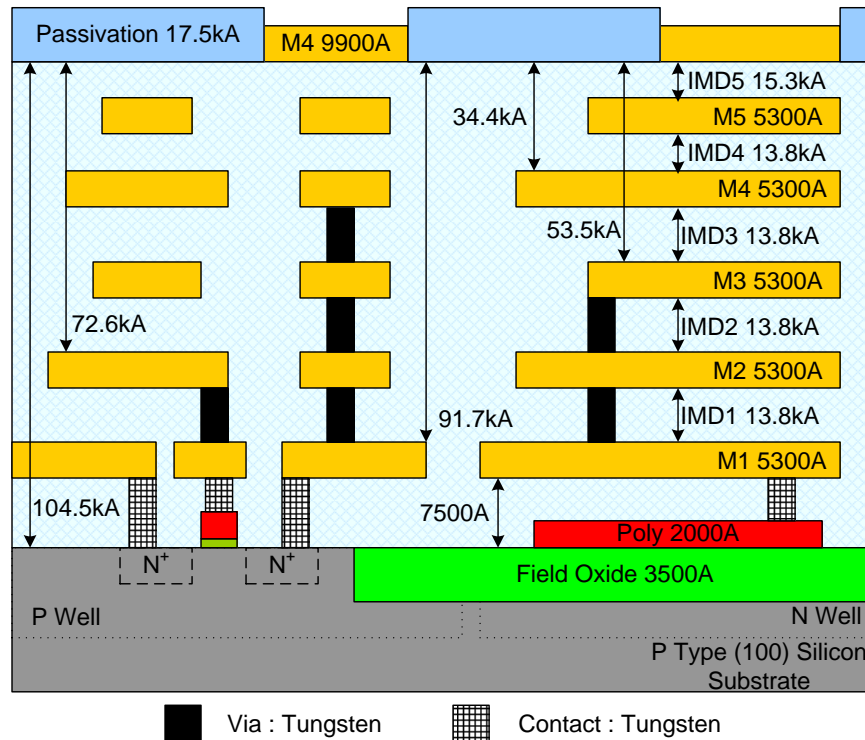 Passivation 17.5kA
M4 9900A
IMD5 15.3kA
34.4kA
M5 5300A
IMD4 13.8kA
M4 5300A
53.5kA
IMD3 13.8kA
M3 5300A
72.6kA
IMD2 13.8kA
M2 5300A
91.7kA
IMD1 13.8kA
M1 5300A
104.5kA
7500A
Poly 2000A
N+
N+
Field Oxide 3500A
P Well
N Well
P Type (100) Silicon
Substrate
Via : Tungsten
Contact : Tungsten